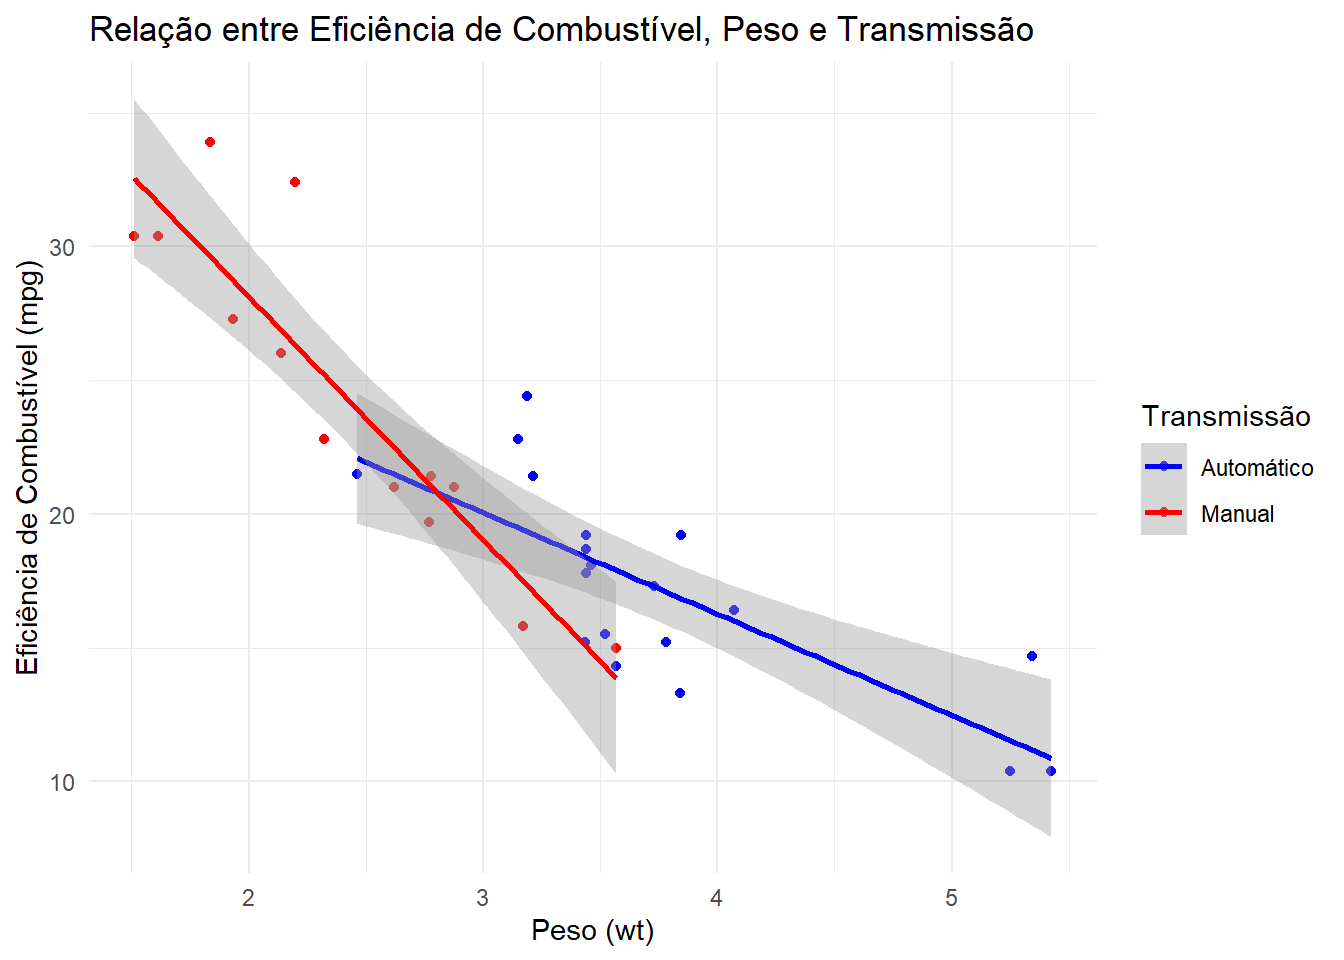 Relação entre Eficiência de Combustível, Peso e Transmissão
Eficiência de Combustível (mpg)
30
20
10
2 3 4 5
Peso (wt)
Transmissão
Automático
Manual